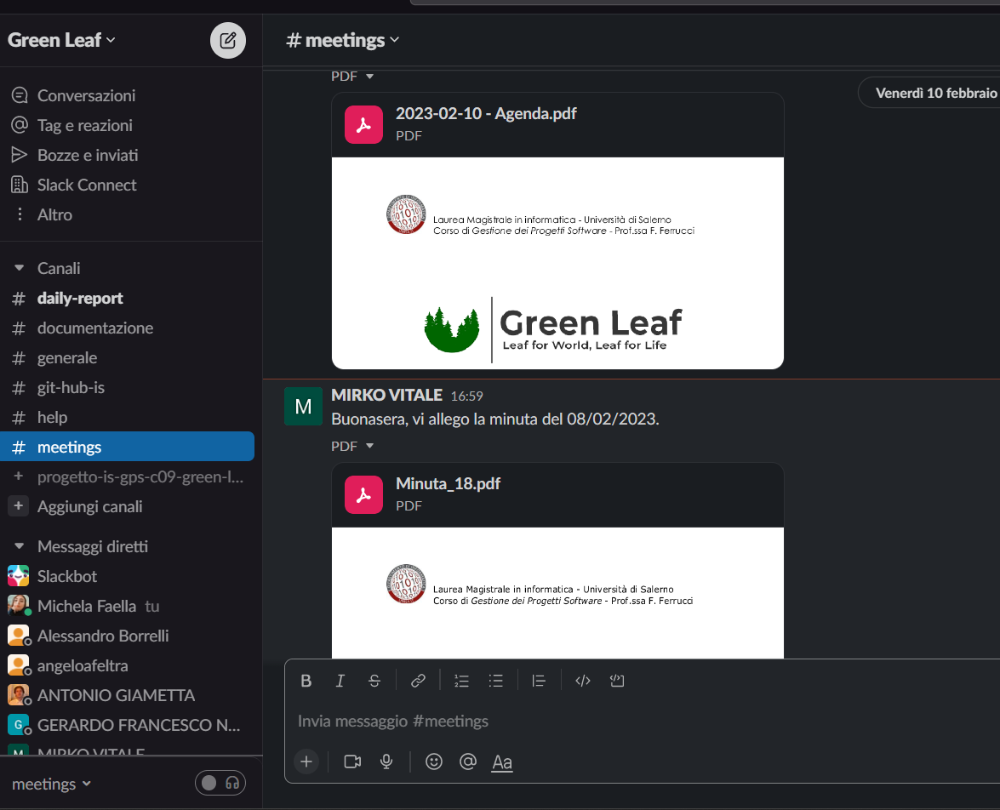 Green Leaf
Conversazioni
Tag e reazioni
Bozze e inviati
Slack Connect
Altro
Canali
# daily-report
# documentazione
# generale
# git-hub-is
# help
# meetings
+ progetto-is-gps-c09-green-l...
+ Aggiungi canali
Messaggi diretti
Slackbot
Michela Faella tu
Alessandro Borrelli
angeloafeltra
ANTONIO GIAMETTA
G GERARDO FRANCESCO N...
M MIRKO VITALE
meetings
# meetings
Venerdì 10 febbraio
PDF
2023-02-10 - Agenda.pdf
PDF
Laurea Magistrale in informatica - Università di Salerno
Corso di Gestione dei Progetti Software - Prof.ssa F. Ferrucci
Green Leaf
Leaf for World, Leaf for Life
M
MIRKO VITALE 16:59
Buonasera, vi allego la minuta del 08/02/2023.
PDF
Minuta_18.pdf
PDF
Laurea Magistrale in informatica - Università di Salerno
Corso di Gestione dei Progetti Software - Prof.ssa F. Ferrucci
B I S
Invia messaggio #meetings
+ @ Aa